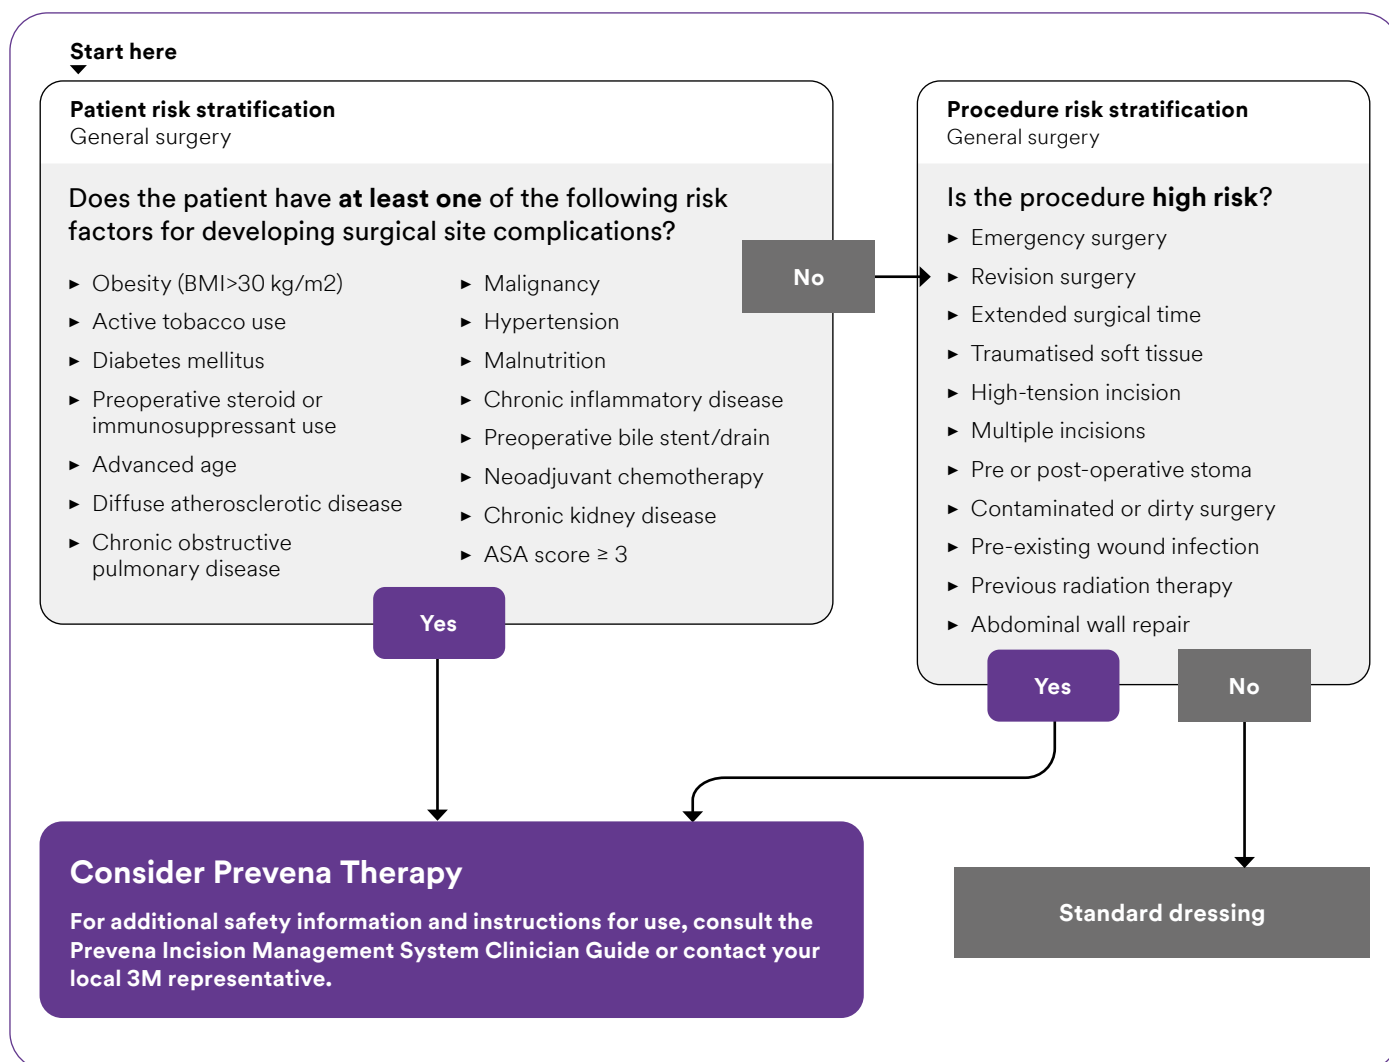 Start here
Patient risk stratification
General surgery
Does the patient have at least one of the following risk
factors for developing surgical site complications?
► Obesity (BMI>30 kg/m2)
► Active tobacco use
► Diabetes mellitus
► Preoperative steroid or
immunosuppressant use
► Advanced age
► Diffuse atherosclerotic disease
► Chronic obstructive
pulmonary disease
► Malignancy
► Hypertension
► Malnutrition
► Chronic inflammatory disease
► Preoperative bile stent/drain
► Neoadjuvant chemotherapy
► Chronic kidney disease
► ASA score ≥ 3
Yes
No
Procedure risk stratification
General surgery
Is the procedure high risk?
► Emergency surgery
► Revision surgery
► Extended surgical time
► Traumatised soft tissue
► High-tension incision
► Multiple incisions
► Pre or post-operative stoma
► Contaminated or dirty surgery
► Pre-existing wound infection
► Previous radiation therapy
► Abdominal wall repair
Yes
No
Consider Prevena Therapy
For additional safety information and instructions for use, consult the
Prevena Incision Management System Clinician Guide or contact your
local 3M representative.
Standard dressing